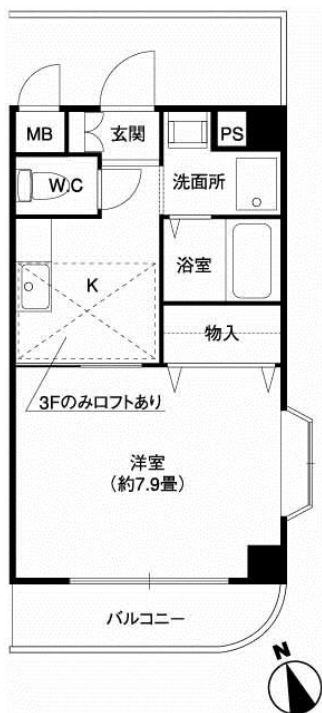 MB
玄関
PS
W.C
洗面所
浴室
K
物入
3Fのみロフトあり
洋室
（約7.9畳）
バルコニー
N